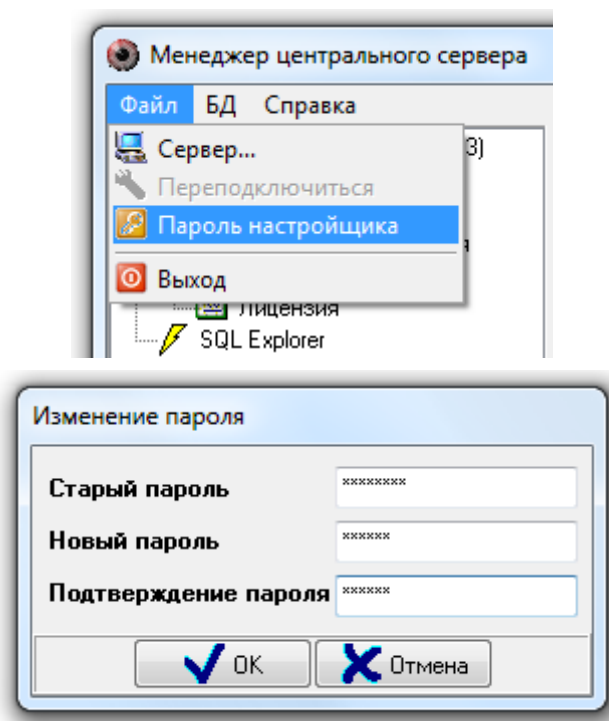 Менеджер центрального сервера
Файл БД Справка
Сервер... 3)
Переподключиться
Пароль настройщика
Выход
Лицензия
SQL Explorer
Изменение пароля
Старый пароль ********
Новый пароль ******
Подтверждение пароля ******
OK Отмена